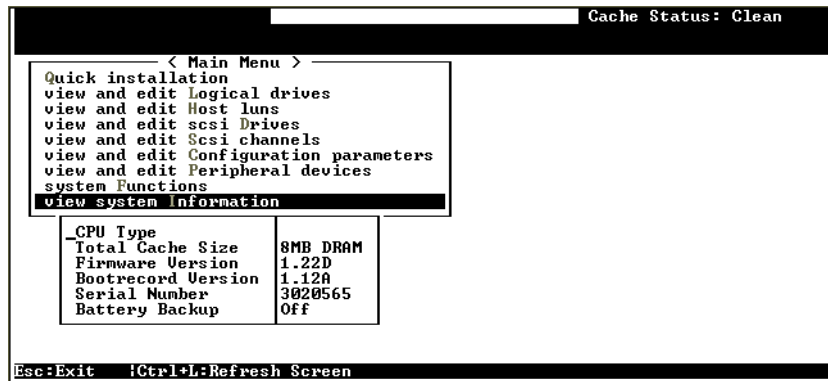 Cache Status: Clean
< Main Menu >
Quick installation
view and edit Logical drives
view and edit Host luns
view and edit scsi Drives
view and edit Scsi channels
view and edit Configuration parameters
view and edit Peripheral devices
system Functions
view system Information
CPU Type
Total Cache Size 8MB DRAM
Firmware Version 1.22D
Bootrecord Version 1.12A
Serial Number 3020565
Battery Backup Off
Esc:Exit |Ctrl+L:Refresh Screen